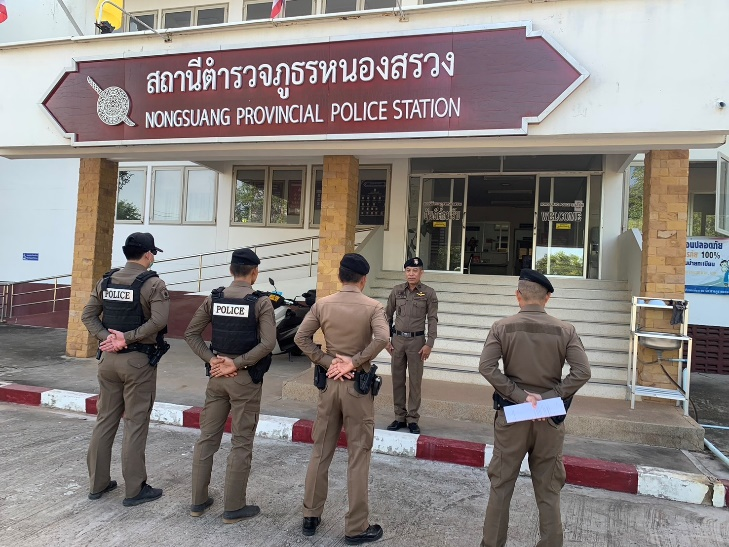 สถานีตำรวจภูธรหนองสรวง
NONGSUANG PROVINCIAL POLICE STATION
WELCOME
100%
POLICE
POLICE